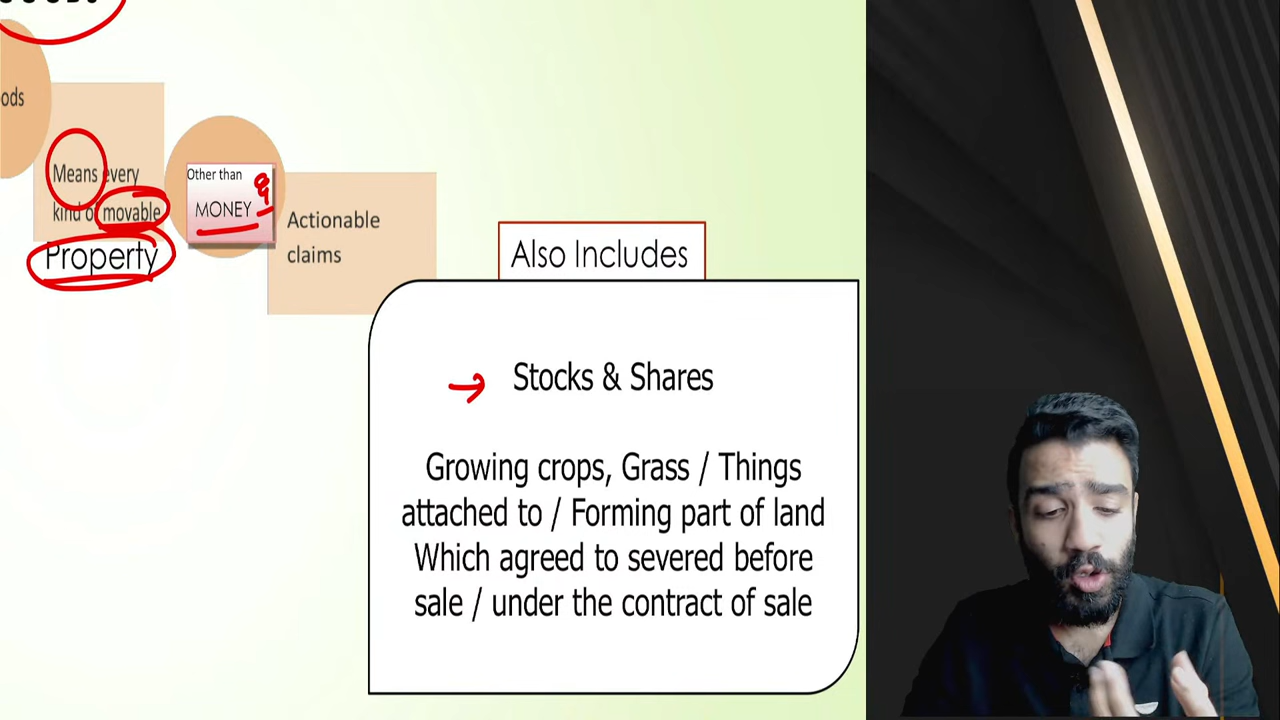 ods
Means every
kind of movable
Property
Other than
MONEY &
Actionable
claims
Also Includes
→ Stocks & Shares
Growing crops, Grass / Things
attached to / Forming part of land
Which agreed to severed before
sale / under the contract of sale